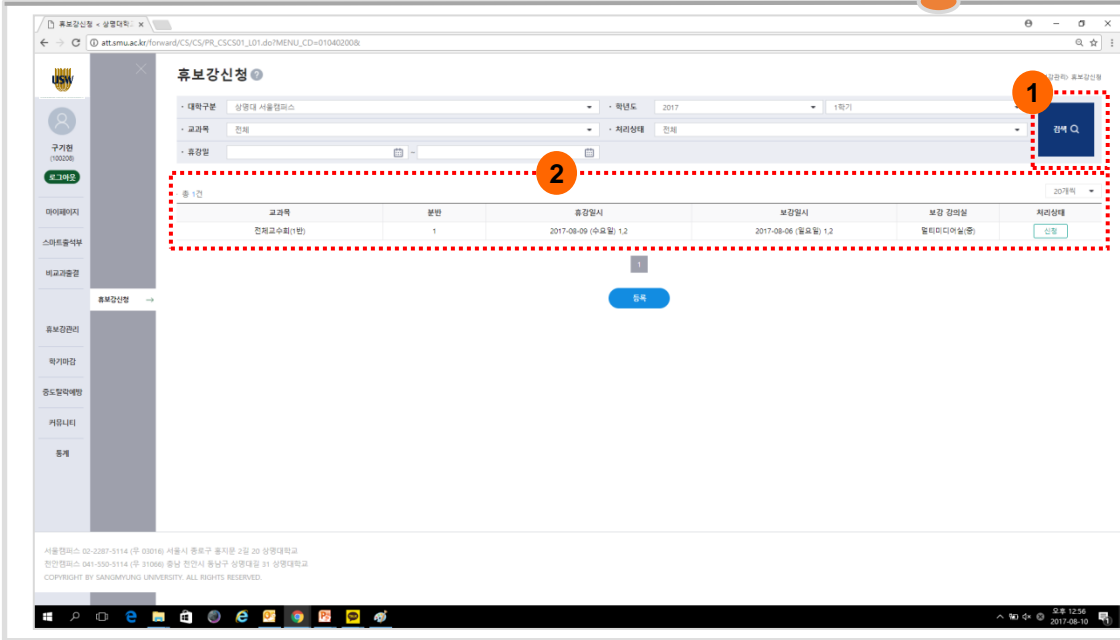 휴보강신청 < 상명대학
att.smu.ac.kr/forward/CS/CS/PR_CSCS01_L01.do?MENU_CD=01040200&
USW
구기현
(100208)
로그아웃
마이페이지
스마트출석부
비교과출결
휴보강관리
학기마감
중도탈락예방
커뮤니티
통계
휴보강신청 →
휴보강신청 ?
강관리> 휴보강신청
1
대학구분 상명대 서울캠퍼스 학년도 2017 1학기
검색
교과목 전체 처리상태 전체
휴강일 ~
2
총 1건 20개씩
교과목 분반 휴강일시 보강일시 보강 강의실 처리상태
전체교수회(1반) 1 2017-08-09 (수요일) 1,2 2017-08-06 (일요일) 1,2 멀티미디어실(중) 신청
1
등록
서울캠퍼스 02-2287-5114 (우 03016) 서울시 종로구 홍지문 2길 20 상명대학교
천안캠퍼스 041-550-5114 (우 31066) 충남 천안시 동남구 상명대길 31 상명대학교
COPYRIGHT BY SANGMYUNG UNIVERSITY. ALL RIGHTS RESERVED.
오후 12:56
2017-08-10